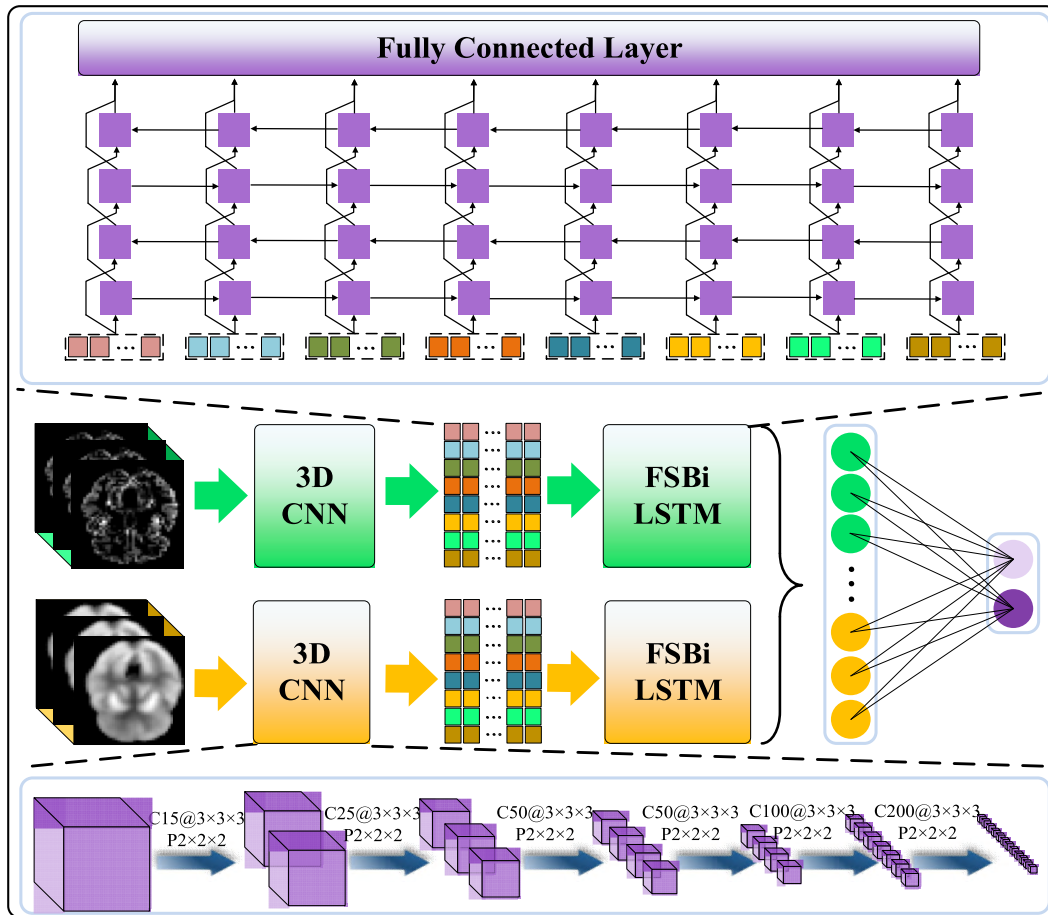 Fully Connected Layer
3D
CNN
FSBi
LSTM
3D
CNN
FSBi
LSTM
C15@3×3×3
P2×2×2
C25@3×3×3
P2×2×2
C50@3×3×3
P2×2×2
C50@3×3×3
P2×2×2
C100@3×3×3
P2×2×2
C200@3×3×3
P2×2×2